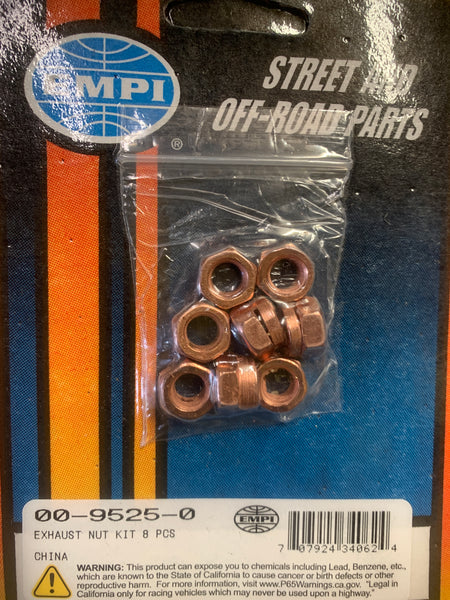 EMPI
®
STREET AND
OFF-ROAD PARTS
00-9525-0
EXHAUST NUT KIT 8 PCS
CHINA
EMPI
7 07924 34062 4
WARNING: This product can expose you to
chemicals including Lead, Benzene, etc.,
which are known to the State of California to cause cancer or birth defects or other
reproductive harm. For more information visit www.P65Warnings.ca.gov. "Legal in
California only for racing vehicles which may never be used upon a highway."